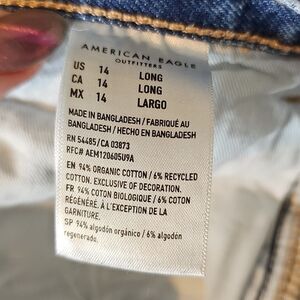 AMERICAN EAGLE
OUTFITTERS
US 14 LONG
CA 14 LONG
MX 14 LARGO
MADE IN BANGLADESH / FABRIQUÉ AU
BANGLADESH / HECHO EN BANGLADESH
RN 54485/CA 03873
RFC# AEM120605U9A
EN 94% ORGANIC COTTON / 6% RECYCLED
COTTON. EXCLUSIVE OF DECORATION.
FR 94% COTON BIOLOGIQUE / 6% COTON
RÉGÉNÉRÉ. À L'EXCEPTION DE LA
GARNITURE.
SP 94% algodón orgánico / 6% algodón
regenerado.